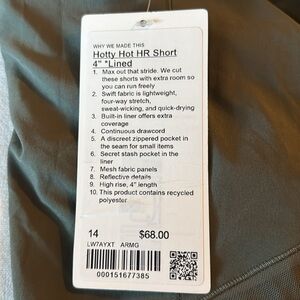 WHY WE MADE THIS
Hotty Hot HR Short
4" *Lined
1. Max out that stride. We cut
these shorts with extra room so
you can run freely
2. Swift fabric is lightweight,
four-way stretch,
sweat-wicking, and quick-drying
3. Built-in liner offers extra
coverage
4. Continuous drawcord
5. A discreet zippered pocket in
the seam for small items
6. Secret stash pocket in the
liner
7. Mesh fabric panels
8. Reflective details
9. High rise, 4" length
10. This product contains recycled
polyester.
14 $68.00
LW7AYXT ARMG
000151677385